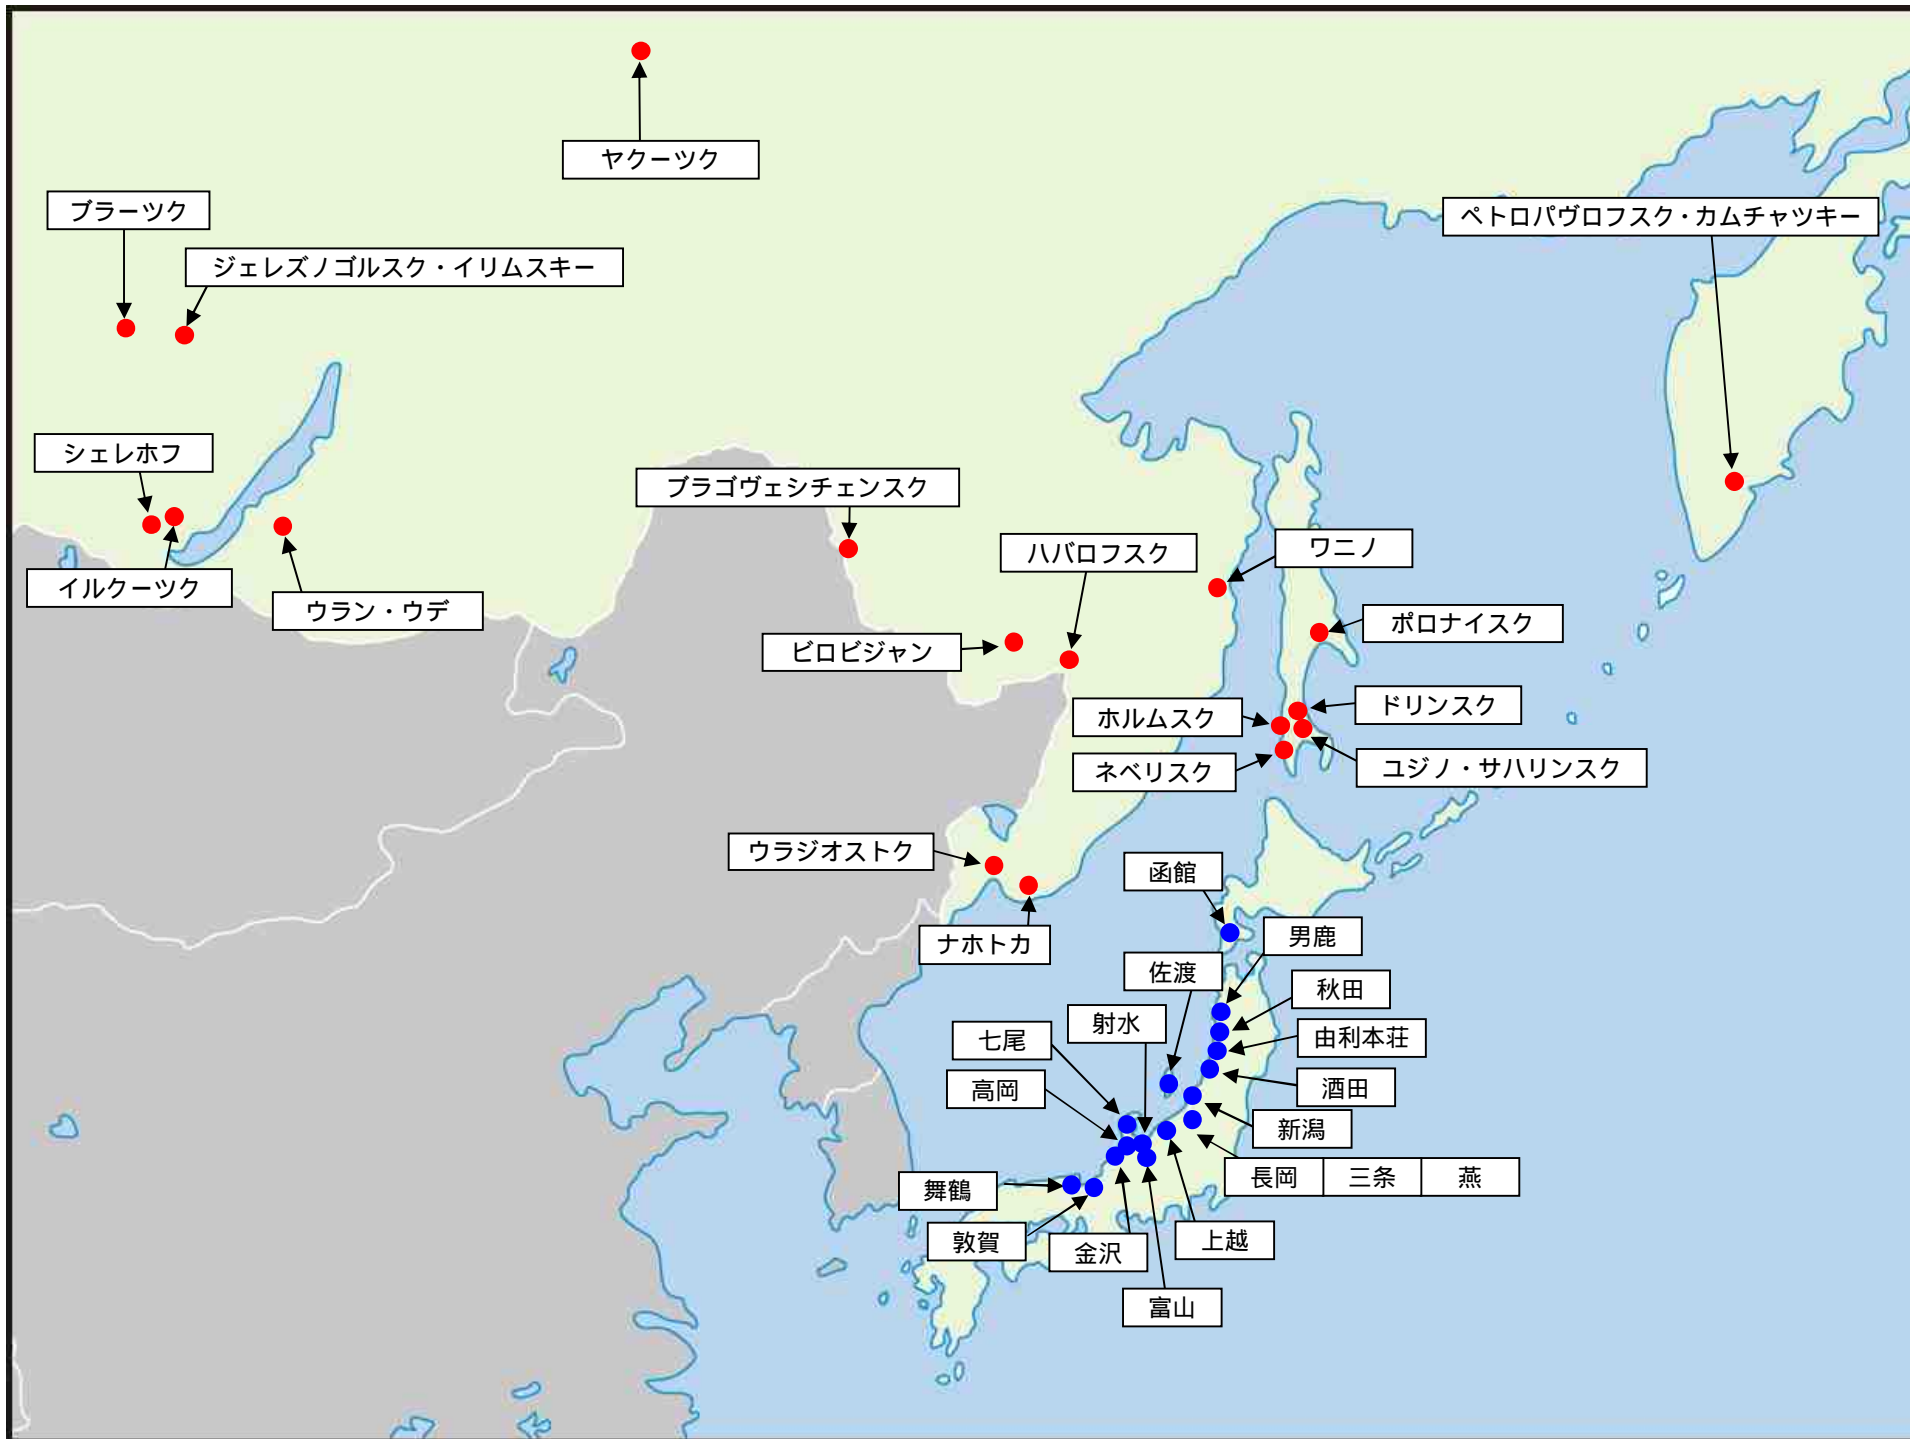 ヤクーツク
ブラーツク
ペトロパヴロフスク・カムチャツキー
ジェレズノゴルスク・イリムスキー
シェレホフ
ブラゴヴェシチェンスク
ハバロフスク
ワニノ
イルクーツク
ウラン・ウデ
ポロナイスク
ビロビジャン
ドリンスク
ホルムスク
ネベリスク
ユジノ・サハリンスク
ウラジオストク
函館
ナホトカ
男鹿
佐渡
秋田
射水
七尾
由利本荘
高岡
酒田
新潟
長岡 三条 燕
舞鶴
敦賀
金沢
上越
富山